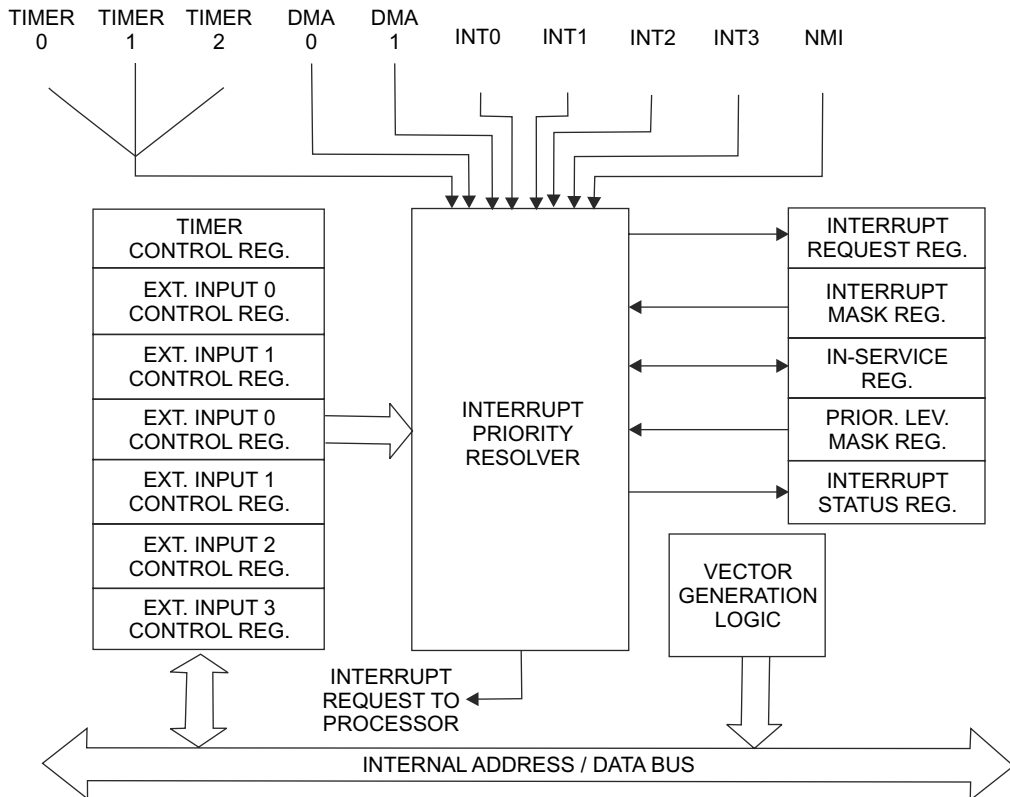 TIMER 0
TIMER 1
TIMER 2
DMA 0
DMA 1
INT0
INT1
INT2
INT3
NMI
TIMER
CONTROL REG.
EXT. INPUT 0
CONTROL REG.
EXT. INPUT 1
CONTROL REG.
EXT. INPUT 0
CONTROL REG.
EXT. INPUT 1
CONTROL REG.
EXT. INPUT 2
CONTROL REG.
EXT. INPUT 3
CONTROL REG.
INTERRUPT
PRIORITY
RESOLVER
INTERRUPT
REQUEST REG.
INTERRUPT
MASK REG.
IN-SERVICE
REG.
PRIOR. LEV.
MASK REG.
INTERRUPT
STATUS REG.
VECTOR
GENERATION
LOGIC
INTERRUPT
REQUEST TO
PROCESSOR
INTERNAL ADDRESS / DATA BUS